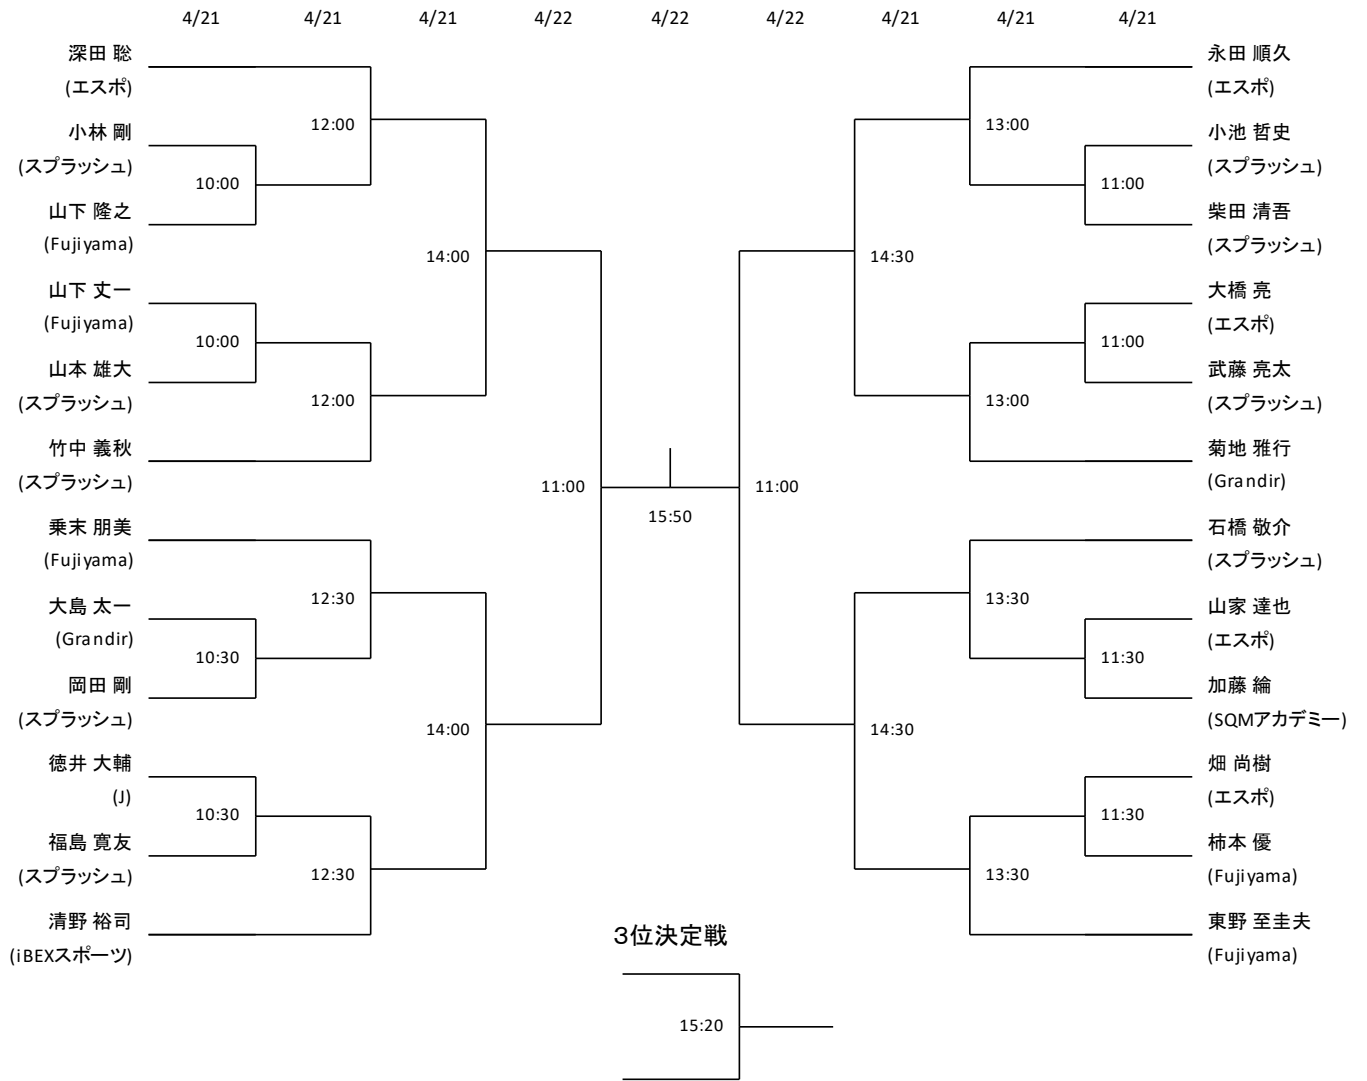 4/21 4/21 4/21 4/22 4/22 4/22 4/21 4/21 4/21
深田 聡
(エスポ)
12:00
小林 剛
(スプラッシュ)
10:00
山下 隆之
(Fujiyama)
14:00
山下 丈一
(Fujiyama)
10:00
山本 雄大
(スプラッシュ)
12:00
竹中 義秋
(スプラッシュ)
11:00
乗末 朋美
(Fujiyama)
12:30
大島 太一
(Grandir)
10:30
岡田 剛
(スプラッシュ)
14:00
徳井 大輔
(J)
10:30
福島 寛友
(スプラッシュ)
12:30
清野 裕司
(iBEXスポーツ)
15:50
永田 順久
(エスポ)
13:00
小池 哲史
(スプラッシュ)
11:00
柴田 清吾
(スプラッシュ)
14:30
大橋 亮
(エスポ)
11:00
武藤 亮太
(スプラッシュ)
13:00
菊地 雅行
(Grandir)
11:00
石橋 敬介
(スプラッシュ)
13:30
山家 達也
(エスポ)
11:30
加藤 綸
(SQMアカデミー)
14:30
畑 尚樹
(エスポ)
11:30
柿本 優
(Fujiyama)
13:30
東野 至圭夫
(Fujiyama)
3位決定戦
15:20